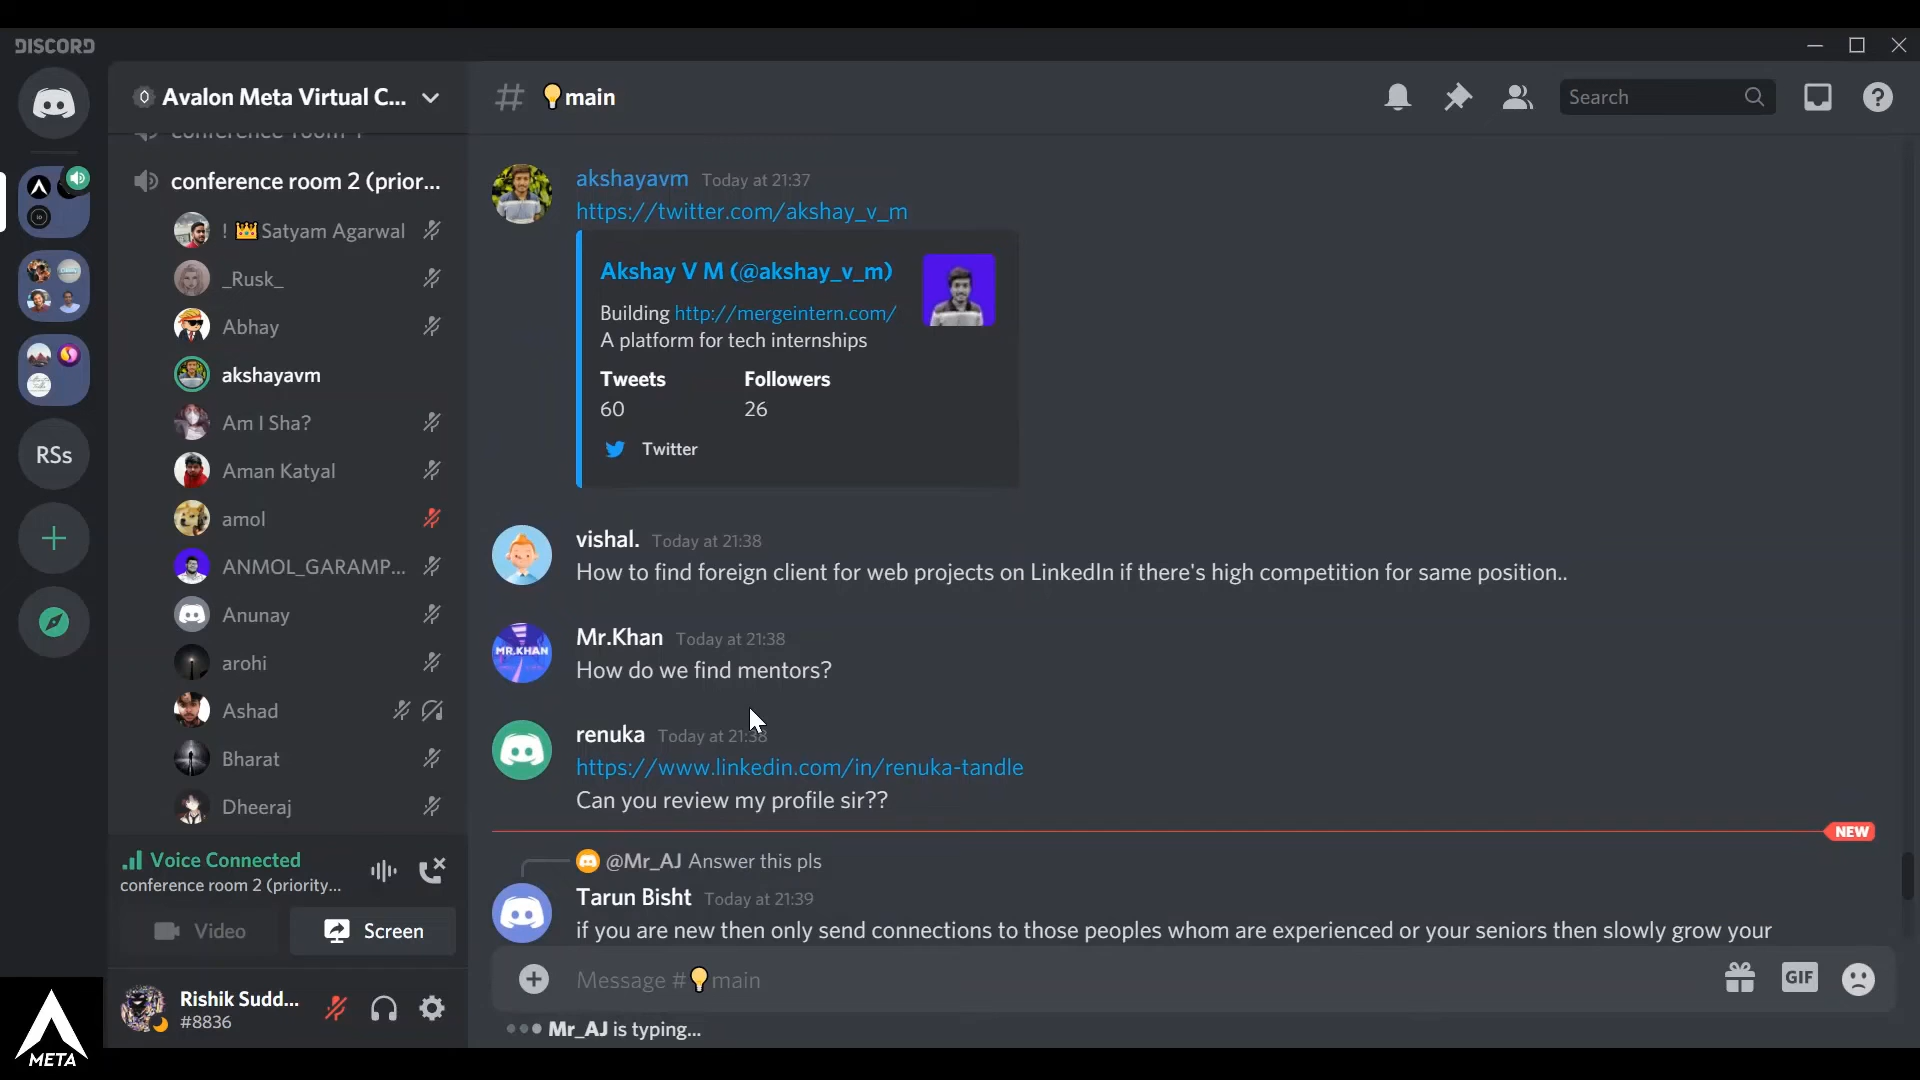 DISCORD
Avalon Meta Virtual C...
conference room 2 (prior...
! 👑Satyam Agarwal
_Rusk_
Abhay
akshayavm
Am I Sha?
Aman Katyal
amol
ANMOL_GARAMP...
Anunay
arohi
Ashad
Bharat
Dheeraj
RSs
Voice Connected
conference room 2 (priority...
Video
Screen
Rishik Sudd...
#8836
META
# 💡main
Search
akshayavm Today at 21:37
https://twitter.com/akshay_v_m
Akshay V M (@akshay_v_m)
Building http://mergeintern.com/
A platform for tech internships
Tweets Followers
60 26
Twitter
vishal. Today at 21:38
How to find foreign client for web projects on LinkedIn if there's high competition for same position..
MR.KHAN
Mr.Khan Today at 21:38
How do we find mentors?
renuka Today at 21:38
https://www.linkedin.com/in/renuka-tandle
Can you review my profile sir??
NEW
@Mr_AJ Answer this pls
Tarun Bisht Today at 21:39
if you are new then only send connections to those peoples whom are experienced or your seniors then slowly grow your
Message #💡main
GIF
Mr_AJ is typing...